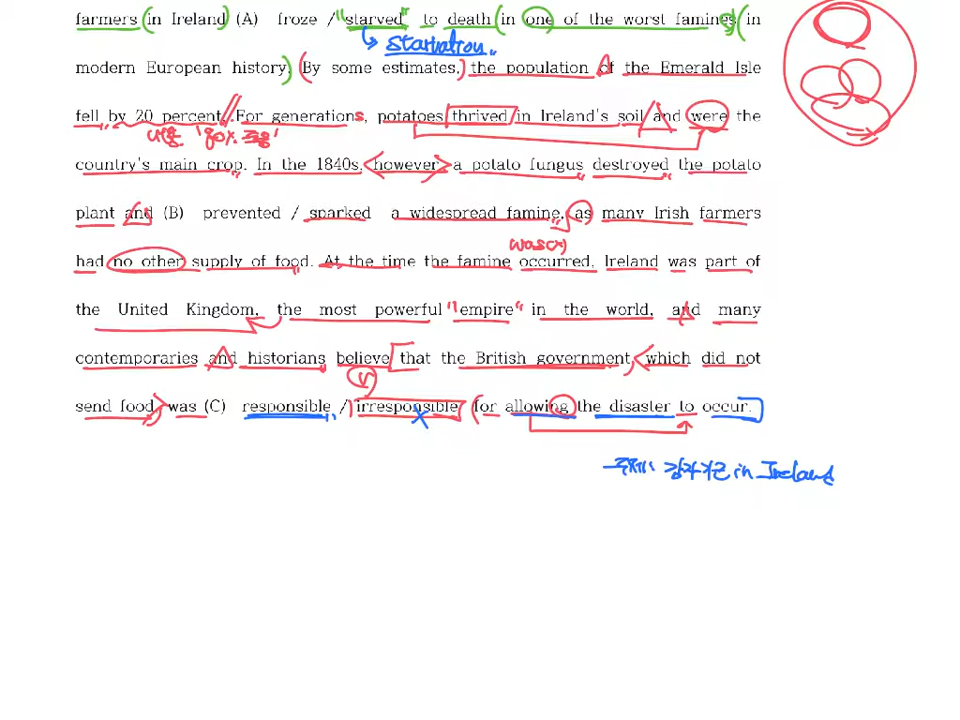 farmers in Ireland (A) froze / "starved" to death in one of the worst famines in
starvation
modern European history. By some estimates, the population of the Emerald Isle
fell by 20 percent. For generations, potatoes thrived in Ireland's soil and were the
country's main crop. In the 1840s, however, a potato fungus destroyed the potato
plant and (B) prevented / sparked a widespread famine, as many Irish farmers
was(x)
had no other supply of food. At the time the famine occurred, Ireland was part of
the United Kingdom, the most powerful "empire" in the world, and many
contemporaries and historians believe that the British government, which did not
send food, was (C) responsible / irresponsible for allowing the disaster to occur.
in Ireland